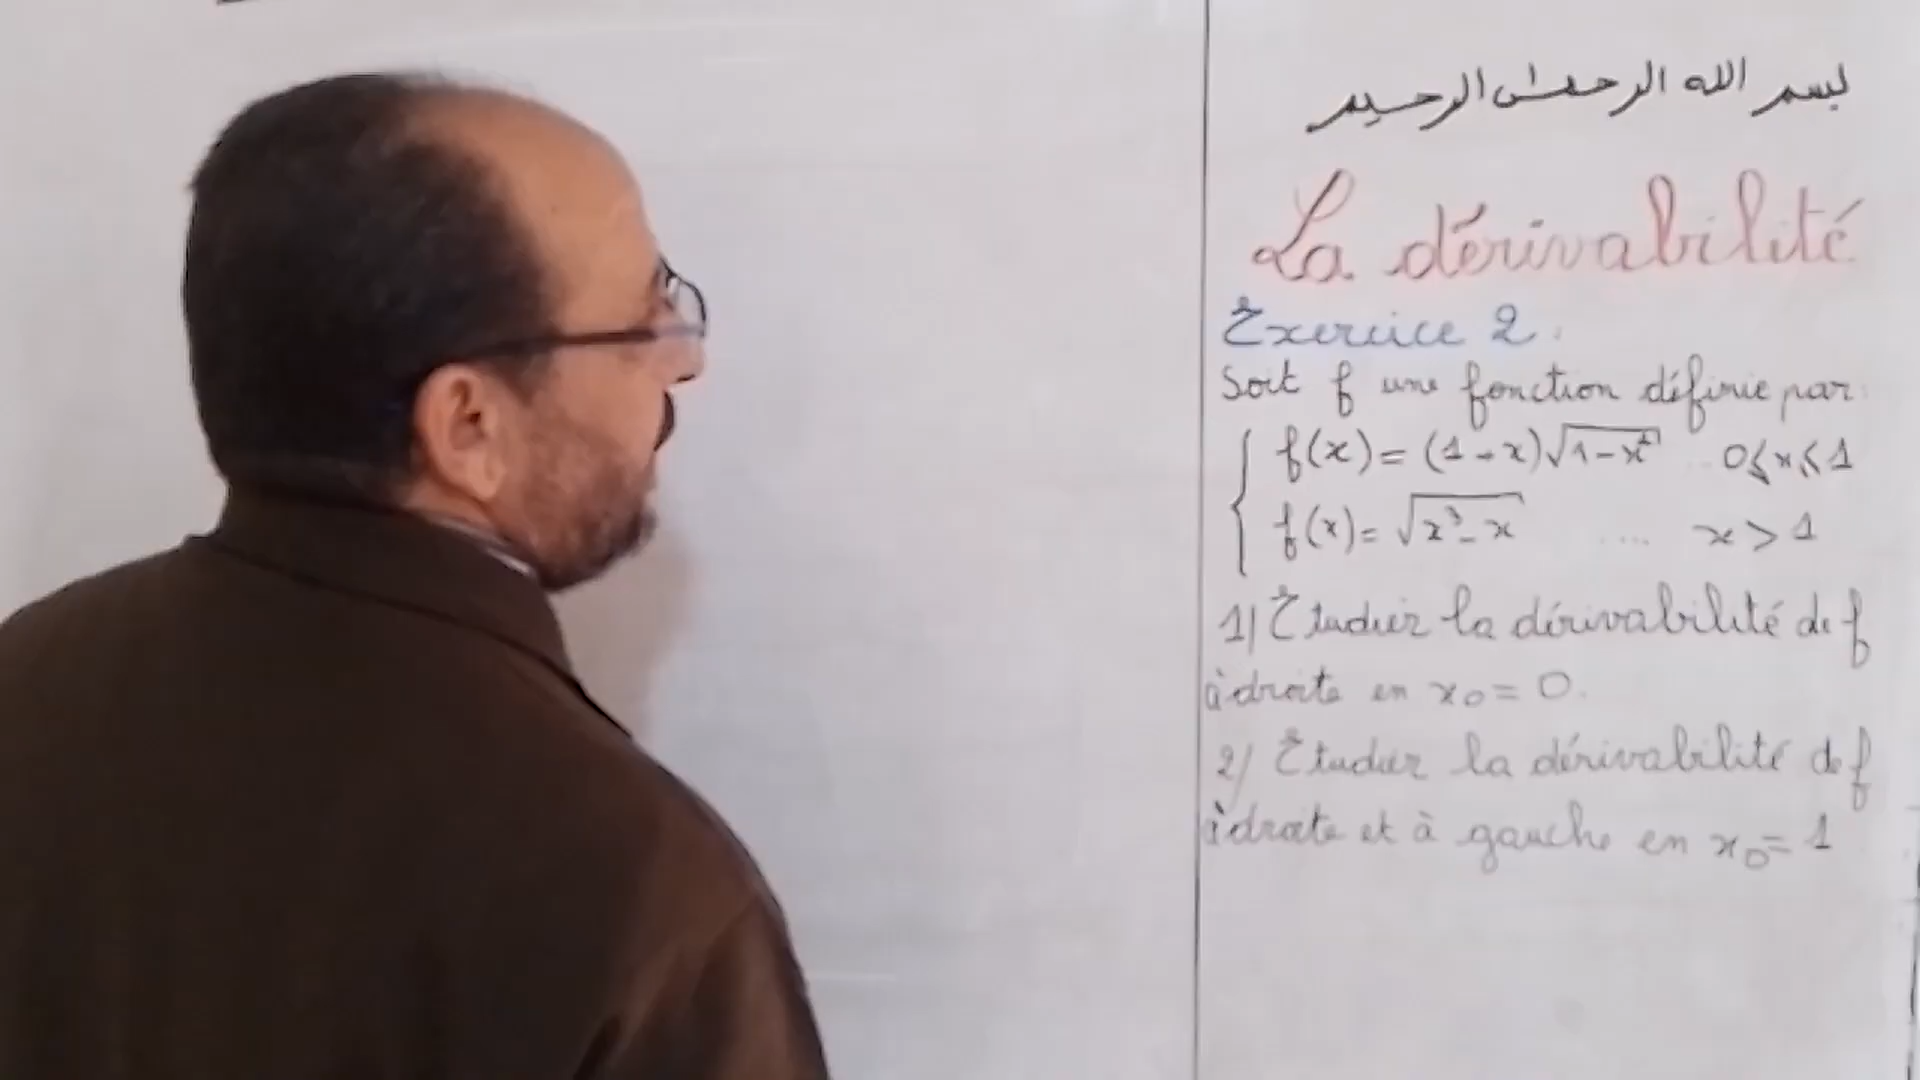 بسم الله الرحمان الرحيم
La dérivabilité
Exercice 2:
Soit f une fonction définie par:
f(x) = (1-x)√(1-x²) .. 0≤x≤1
f(x) = √(x³-x) .... x>1
1) Etudier la dérivabilité de f
à droite en x₀ = 0.
2) Etudier la dérivabilité de f
à droite et à gauche en x₀ = 1